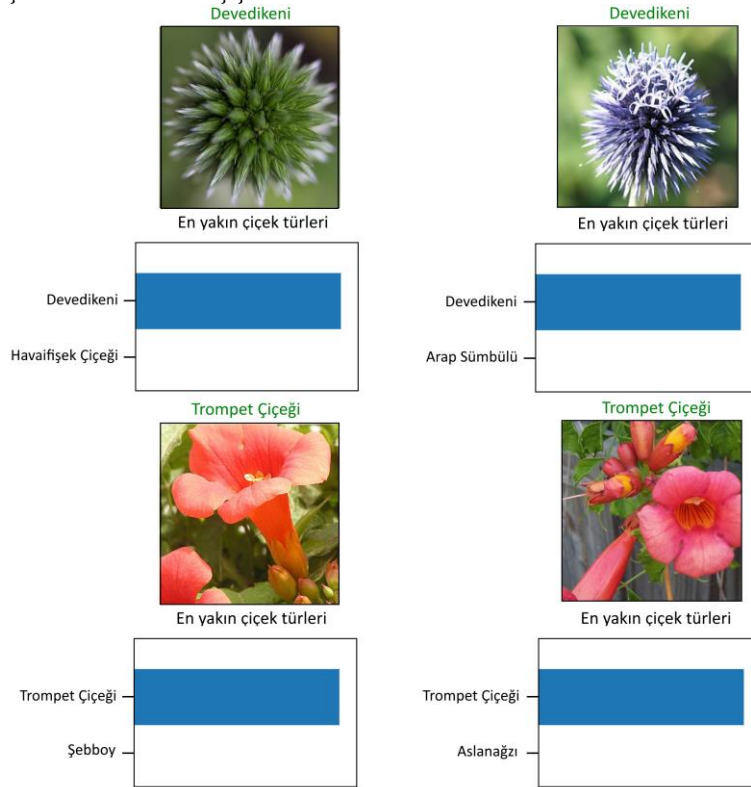 Devedikeni
Devedikeni
En yakın çiçek türleri
En yakın çiçek türleri
Devedikeni
Havaifişek Çiçeği
Devedikeni
Arap Sümbülü
Trompet Çiçeği
Trompet Çiçeği
En yakın çiçek türleri
En yakın çiçek türleri
Trompet Çiçeği
Şebboy
Trompet Çiçeği
Aslanağzı